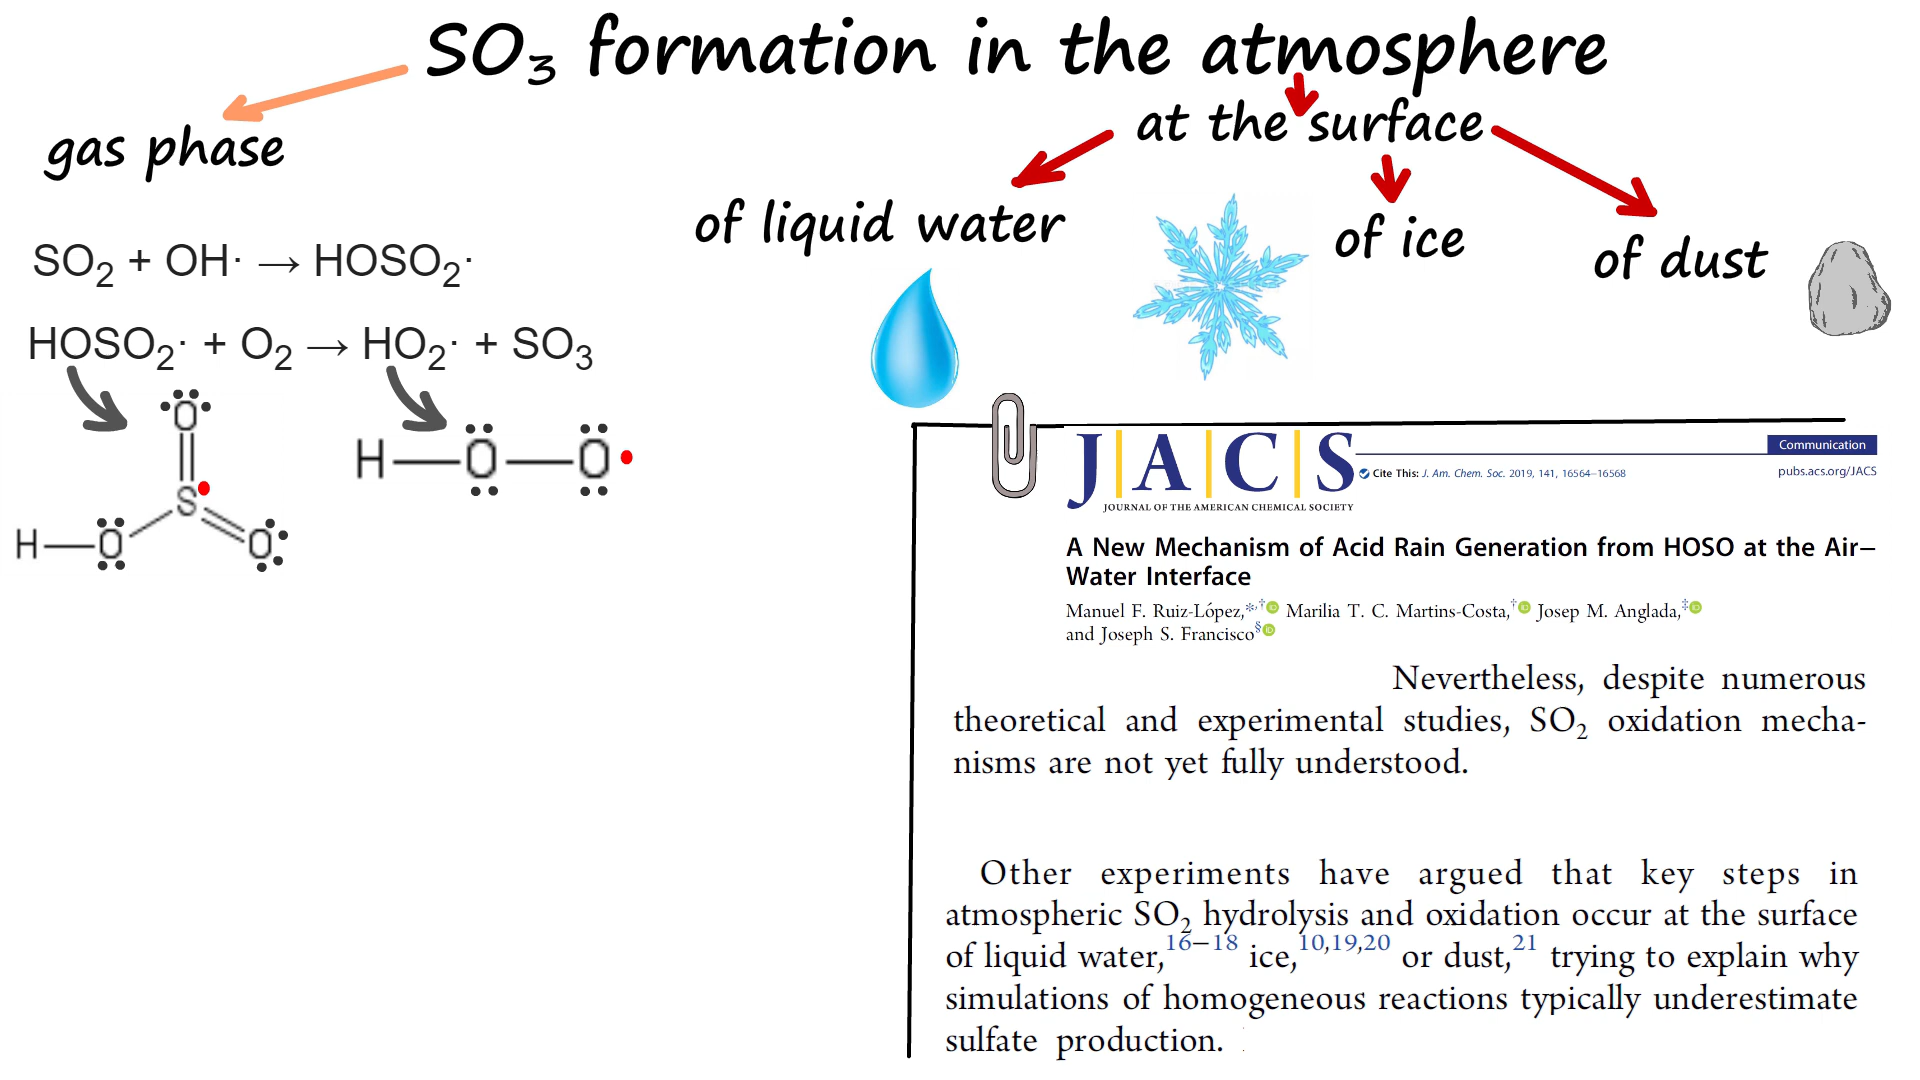 SO₃ formation in the atmosphere
gas phase
at the surface
of liquid water
of ice
of dust
SO₂ + OH· → HOSO₂·
HOSO₂· + O₂ → HO₂· + SO₃
O
S
H—O
O
H—O—O
J|A|C|S
JOURNAL OF THE AMERICAN CHEMICAL SOCIETY
Cite This: J. Am. Chem. Soc. 2019, 141, 16564−16568
Communication
pubs.acs.org/JACS
A New Mechanism of Acid Rain Generation from HOSO at the Air−
Water Interface
Manuel F. Ruiz-López,*,† Marilia T. C. Martins-Costa,† Josep M. Anglada,‡
and Joseph S. Francisco§
Nevertheless, despite numerous
theoretical and experimental studies, SO₂ oxidation mecha-
nisms are not yet fully understood.
Other experiments have argued that key steps in
atmospheric SO₂ hydrolysis and oxidation occur at the surface
of liquid water,16−18 ice,10,19,20 or dust,21 trying to explain why
simulations of homogeneous reactions typically underestimate
sulfate production.